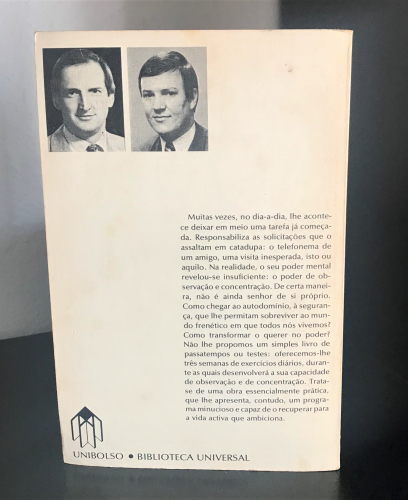 Muitas vezes, no dia-a-dia, lhe aconte-
ce deixar em meio uma tarefa já começa-
da. Responsabiliza as solicitações que o
assaltam em catadupa: o telefonema de
um amigo, uma visita inesperada, isto ou
aquilo. Na realidade, o seu poder mental
revelou-se insuficiente: o poder de ob-
servação e concentração. De certa manei-
ra, não é ainda senhor de si próprio.
Como chegar ao autodomínio, à seguran-
ça, que lhe permitam sobreviver ao mun-
do frenético em que todos nós vivemos?
Como transformar o querer no poder?
Não lhe propomos um simples livro de
passatempos ou testes: oferecemos-lhe
três semanas de exercícios diários, duran-
te as quais desenvolverá a sua capacidade
de observação e de concentração. Trata-
se de uma obra essencialmente prática,
que lhe apresenta, contudo, um progra-
ma minucioso e capaz de o recuperar para
a vida activa que ambiciona.
UNIBOLSO • BIBLIOTECA UNIVERSAL